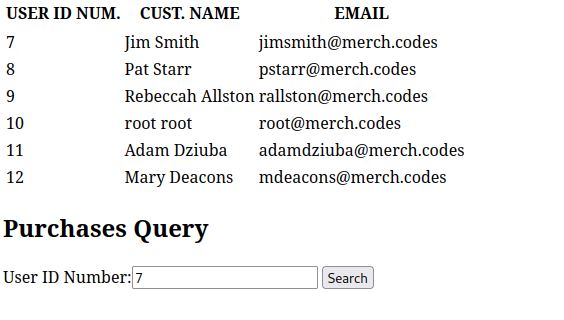 USER ID NUM. CUST. NAME EMAIL
7 Jim Smith jimsmith@merch.codes
8 Pat Starr pstarr@merch.codes
9 Rebeccah Allston rallston@merch.codes
10 root root root@merch.codes
11 Adam Dziuba adamdziuba@merch.codes
12 Mary Deacons mdeacons@merch.codes
Purchases Query
User ID Number: 7 Search